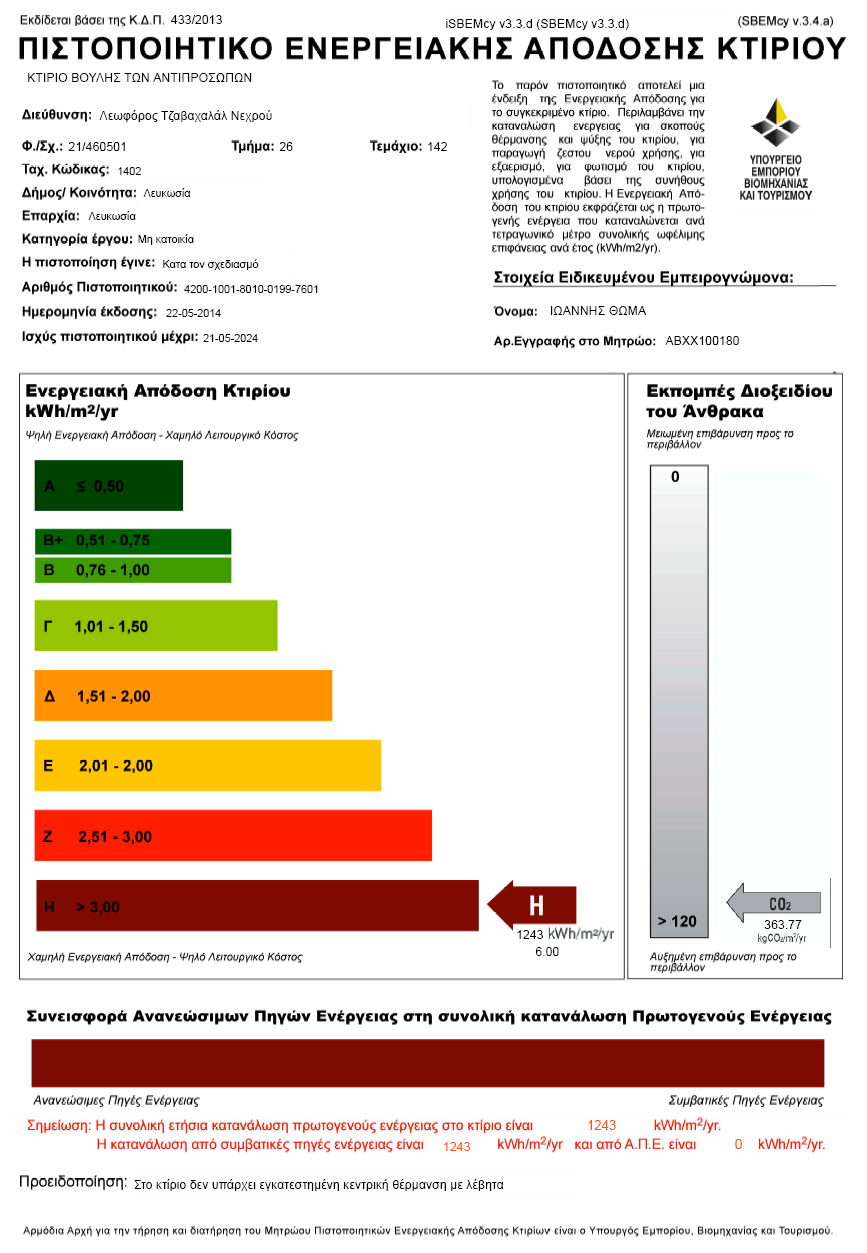 Εκδίδεται βάσει της Κ.Δ.Π. 433/2013
iSBEMcy v3.3.d (SBEMcy v3.3.d)
(SBEMcy v.3.4.a)
ΠΙΣΤΟΠΟΙΗΤΙΚΟ ΕΝΕΡΓΕΙΑΚΗΣ ΑΠΟΔΟΣΗΣ ΚΤΙΡΙΟΥ
ΚΤΙΡΙΟ ΒΟΥΛΗΣ ΤΩΝ ΑΝΤΙΠΡΟΣΩΠΩΝ
Διεύθυνση: Λεωφόρος Τζαβαχαλάλ Νεχρού
Φ./Σχ.: 21/460501 Τμήμα: 26 Τεμάχιο: 142
Ταχ. Κώδικας: 1402
Δήμος/ Κοινότητα: Λευκωσία
Επαρχία: Λευκωσία
Κατηγορία έργου: Μη κατοικία
Η πιστοποίηση έγινε: Κατα τον σχεδιασμό
Αριθμός Πιστοποιητικού: 4200-1001-8010-0199-7601
Ημερομηνία έκδοσης: 22-05-2014
Ισχύς πιστοποιητικού μέχρι: 21-05-2024
Το παρόν πιστοποιητικό αποτελεί μια
ένδειξη της Ενεργειακής Απόδοσης για
το συγκεκριμένο κτίριο. Περιλαμβάνει την
καταναλώση ενεργειας για σκοπούς
θέρμανσης και ψύξης του κτιρίου, για
παραγωγή ζεστου νερού χρήσης, για
εξαερισμό, για φωτισμό του κτιρίου,
υπολογισμένα βάσει της συνήθους
χρήσης του κτιρίου. Η Ενεργειακή Από-
δοση του κτιρίου εκφράζεται ως η πρωτο-
γενής ενέργεια που καταναλώνεται ανά
τετραγωνικό μέτρο συνολικής ωφέλιμης
επιφάνειας ανά έτος (kWh/m2/yr).
ΥΠΟΥΡΓΕΙΟ
ΕΜΠΟΡΙΟΥ
ΒΙΟΜΗΧΑΝΙΑΣ
ΚΑΙ ΤΟΥΡΙΣΜΟΥ
Στοιχεία Ειδικευμένου Εμπειρογνώμονα:
Όνομα: ΙΩΑΝΝΗΣ ΘΩΜΑ
Αρ.Εγγραφής στο Μητρώο: ABXX100180
Ενεργειακή Απόδοση Κτιρίου
kWh/m2/yr
Ψηλή Ενεργειακή Απόδοση - Χαμηλό Λειτουργικό Κόστος
Α ≤ 0,50
Β+ 0,51 - 0,75
Β 0,76 - 1,00
Γ 1,01 - 1,50
Δ 1,51 - 2,00
Ε 2,01 - 2,00
Ζ 2,51 - 3,00
Η > 3,00
Η
1243 kWh/m²/yr
6.00
Χαμηλή Ενεργειακή Απόδοση - Ψηλό Λειτουργικό Κόστος
Εκπομπές Διοξειδίου
του Άνθρακα
Μειωμένη επιβάρυνση προς το
περιβάλλον
0
> 120
CO₂
363.77
kgCO₂/m²/yr
Αυξημένη επιβάρυνση προς το
περιβάλλον
Συνεισφορά Ανανεώσιμων Πηγών Ενέργειας στη συνολική κατανάλωση Πρωτογενούς Ενέργειας
Ανανεώσιμες Πηγές Ενέργειας
Συμβατικές Πηγές Ενέργειας
Σημείωση: Η συνολική ετήσια κατανάλωση πρωτογενούς ενέργειας στο κτίριο είναι 1243 kWh/m²/yr.
Η κατανάλωση από συμβατικές πηγές ενέργειας είναι 1243 kWh/m²/yr και από Α.Π.Ε. είναι 0 kWh/m²/yr.
Προειδοποίηση: Στο κτίριο δεν υπάρχει εγκατεστημένη κεντρική θέρμανση με λέβητα
Αρμόδια Αρχή για την τήρηση και διατήρηση του Μητρώου Πιστοποιητικών Ενεργειακής Απόδοσης Κτιρίων είναι ο Υπουργός Εμπορίου, Βιομηχανίας και Τουρισμού.